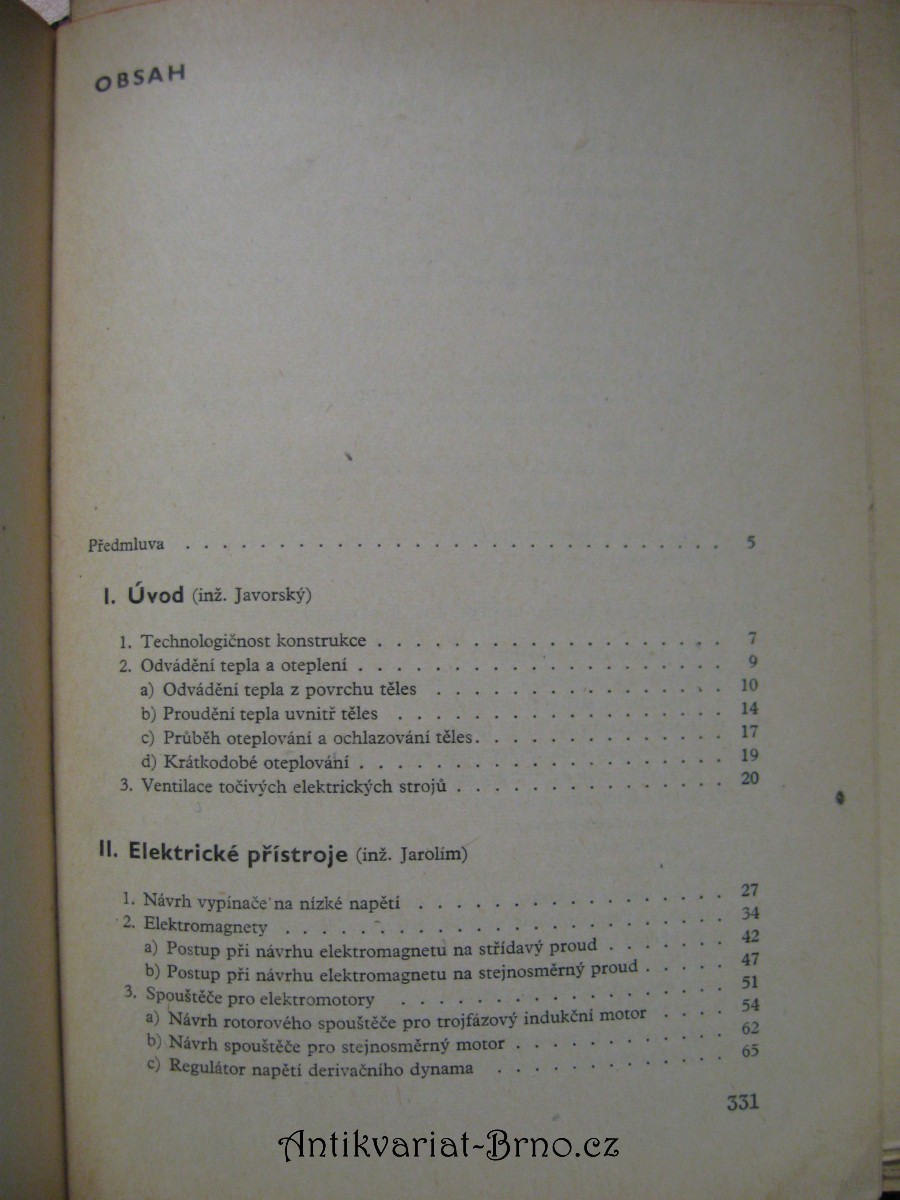 OBSAH
Předmluva . . . . . . . . . . . . . . . . . . . . . . . . . . . . . 5
I. Úvod (inž. Javorský)
1. Technologičnost konstrukce . . . . . . . . . . . . . . . . . . . 7
2. Odvádění tepla a oteplení . . . . . . . . . . . . . . . . . . . . 9
a) Odvádění tepla z povrchu těles . . . . . . . . . . . . . . . . 10
b) Proudění tepla uvnitř těles . . . . . . . . . . . . . . . . . . 14
c) Průběh oteplování a ochlazování těles . . . . . . . . . . . . . . 17
d) Krátkodobé oteplování . . . . . . . . . . . . . . . . . . . . 19
3. Ventilace točivých elektrických strojů . . . . . . . . . . . . . . . 20
II. Elektrické přístroje (inž. Jarolím)
1. Návrh vypínače na nízké napětí . . . . . . . . . . . . . . . . . 27
2. Elektromagnety . . . . . . . . . . . . . . . . . . . . . . . . 34
a) Postup při návrhu elektromagnetu na střídavý proud . . . . . . . 42
b) Postup při návrhu elektromagnetu na stejnosměrný proud . . . . . 47
3. Spouštěče pro elektromotory . . . . . . . . . . . . . . . . . . 51
a) Návrh rotorového spouštěče pro trojfázový indukční motor . . . . 54
b) Návrh spouštěče pro stejnosměrný motor . . . . . . . . . . . . 62
c) Regulátor napětí derivačního dynama . . . . . . . . . . . . . 65
331
Antikvariat-Brno.cz